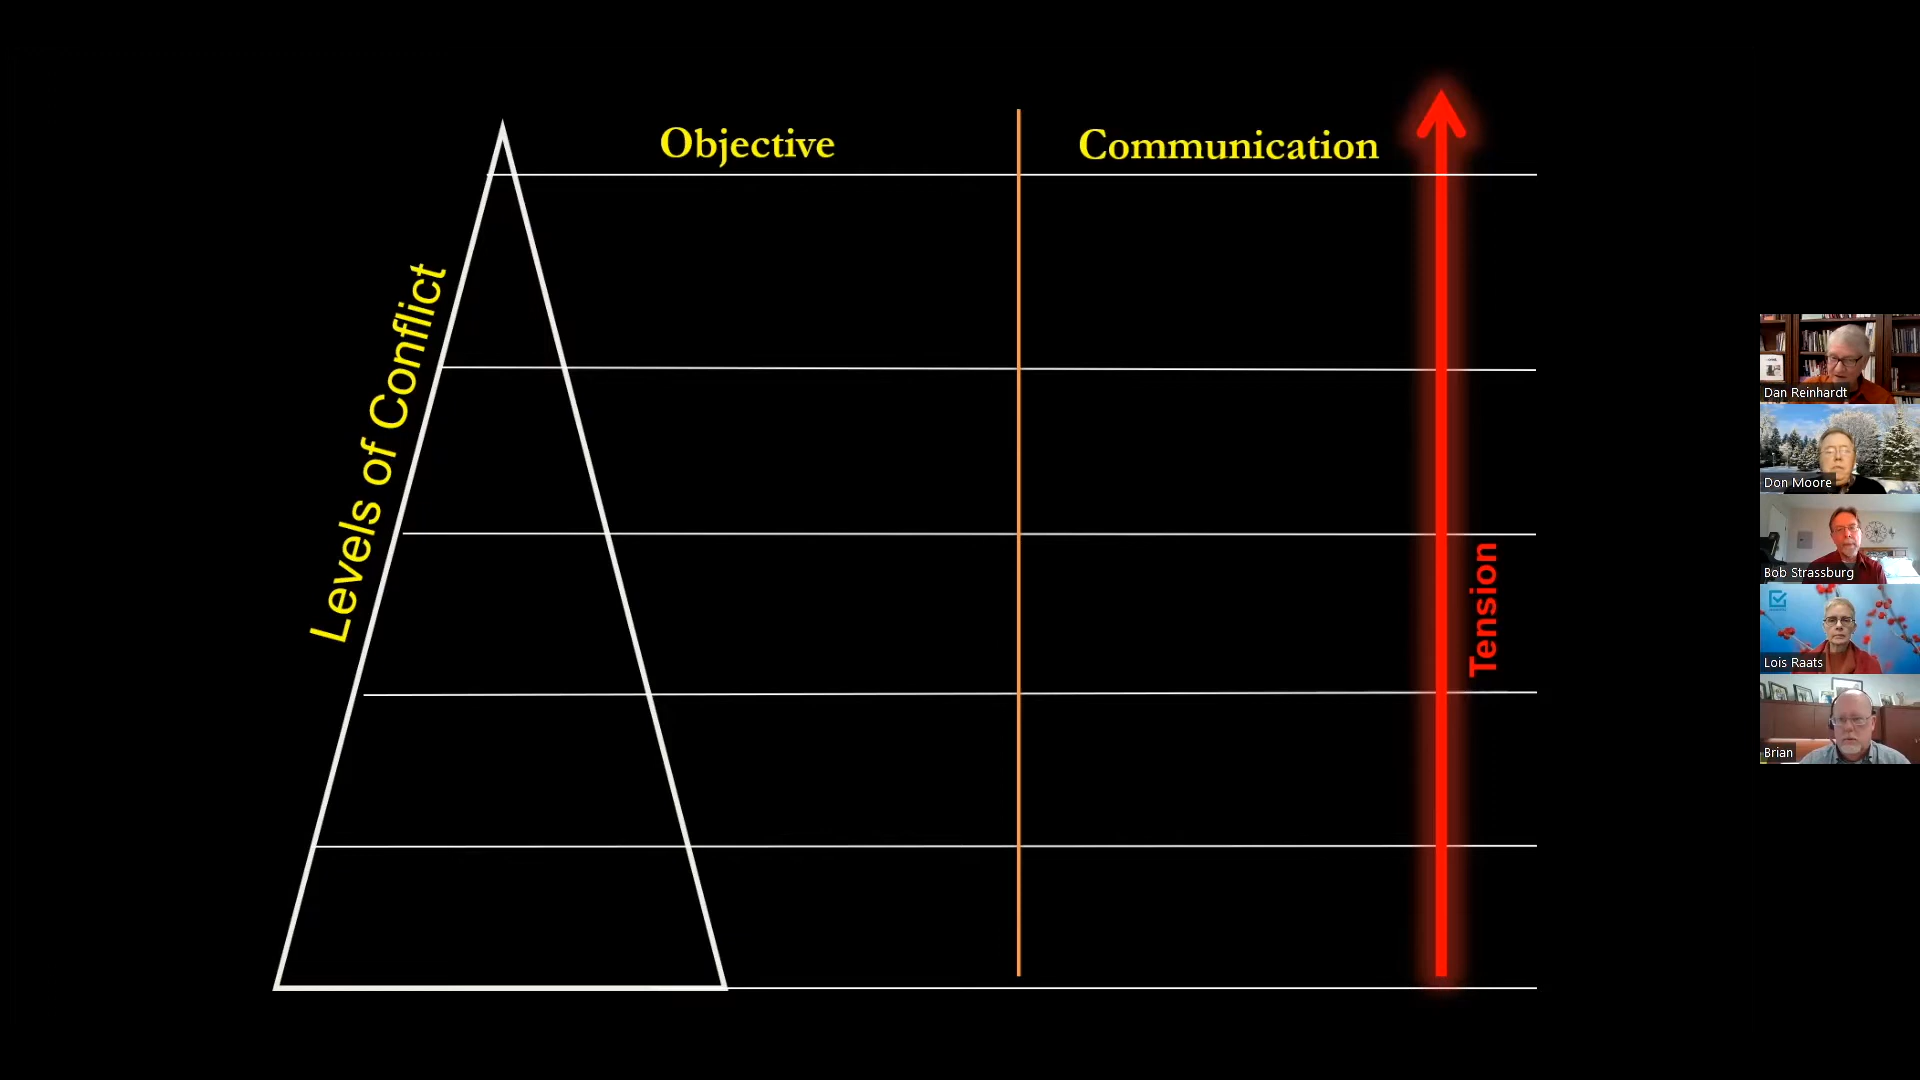 Objective
Communication
Levels of Conflict
Tension
Dan Reinhardt
Don Moore
Bob Strassburg
Lois Raats
Brian